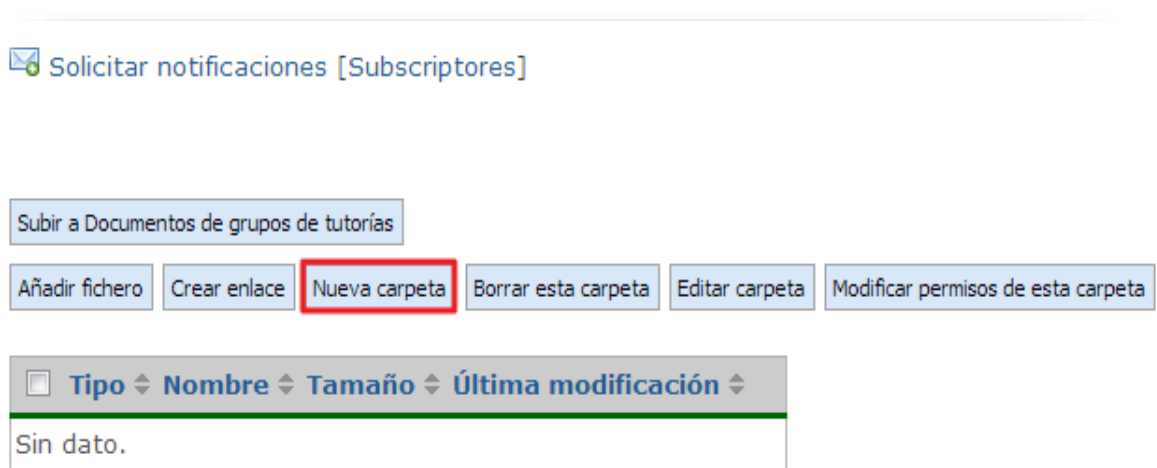 Solicitar notificaciones [Subscriptores]
Subir a Documentos de grupos de tutorías
Añadir fichero Crear enlace Nueva carpeta Borrar esta carpeta Editar carpeta Modificar permisos de esta carpeta
Tipo Nombre Tamaño Última modificación
Sin dato.